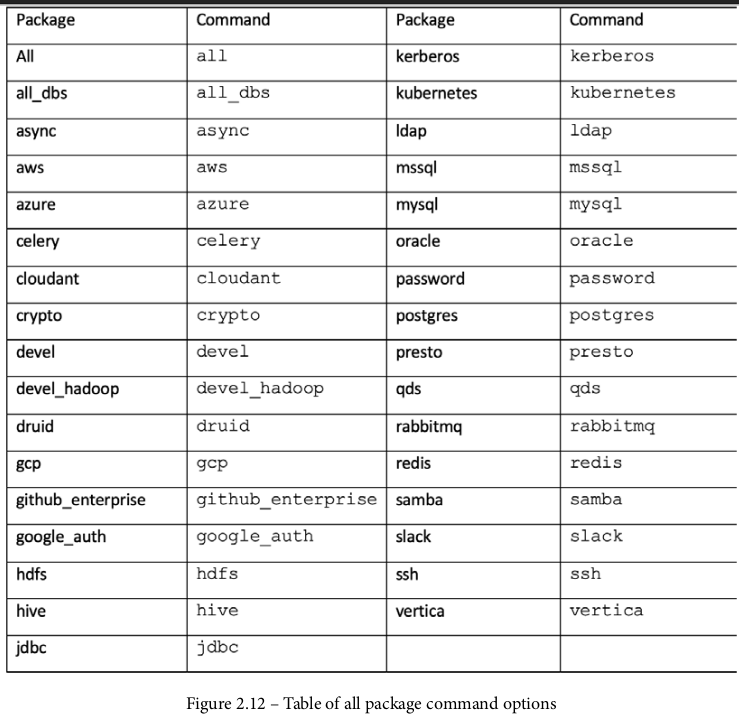 Package Command Package Command
All all kerberos kerberos
all_dbs all_dbs kubernetes kubernetes
async async ldap ldap
aws aws mssql mssql
azure azure mysql mysql
celery celery oracle oracle
cloudant cloudant password password
crypto crypto postgres postgres
devel devel presto presto
devel_hadoop devel_hadoop qds qds
druid druid rabbitmq rabbitmq
gcp gcp redis redis
github_enterprise github_enterprise samba samba
google_auth google_auth slack slack
hdfs hdfs ssh ssh
hive hive vertica vertica
jdbc jdbc
Figure 2.12 – Table of all package command options